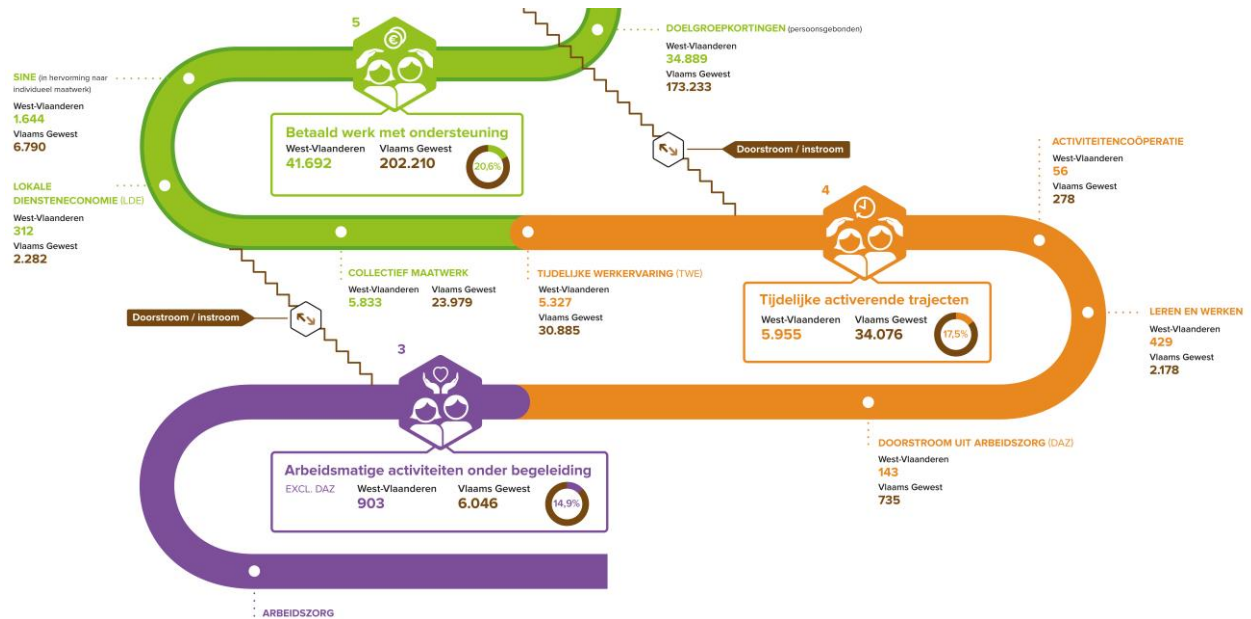 5
DOELGROEPKORTINGEN (persoonsgebonden)
West-Vlaanderen
34.889
Vlaams Gewest
173.233
SINE (in hervorming naar
individueel maatwerk)
West-Vlaanderen
1.644
Vlaams Gewest
6.790
Betaald werk met ondersteuning
West-Vlaanderen Vlaams Gewest
41.692 202.210
20,6%
Doorstroom / instroom
ACTIVITEITENCOÖPERATIE
West-Vlaanderen
56
Vlaams Gewest
278
LOKALE
DIENSTENECONOMIE (LDE)
West-Vlaanderen
312
Vlaams Gewest
2.282
4
COLLECTIEF MAATWERK
West-Vlaanderen Vlaams Gewest
5.833 23.979
TIJDELIJKE WERKERVARING (TWE)
West-Vlaanderen
5.327
Vlaams Gewest
30.885
Tijdelijke activerende trajecten
West-Vlaanderen Vlaams Gewest
5.955 34.076
17,5%
LEREN EN WERKEN
West-Vlaanderen
429
Vlaams Gewest
2.178
Doorstroom / instroom
3
DOORSTROOM UIT ARBEIDSZORG (DAZ)
West-Vlaanderen
143
Vlaams Gewest
735
Arbeidsmatige activiteiten onder begeleiding
EXCL. DAZ West-Vlaanderen Vlaams Gewest
903 6.046
14,9%
ARBEIDSZORG